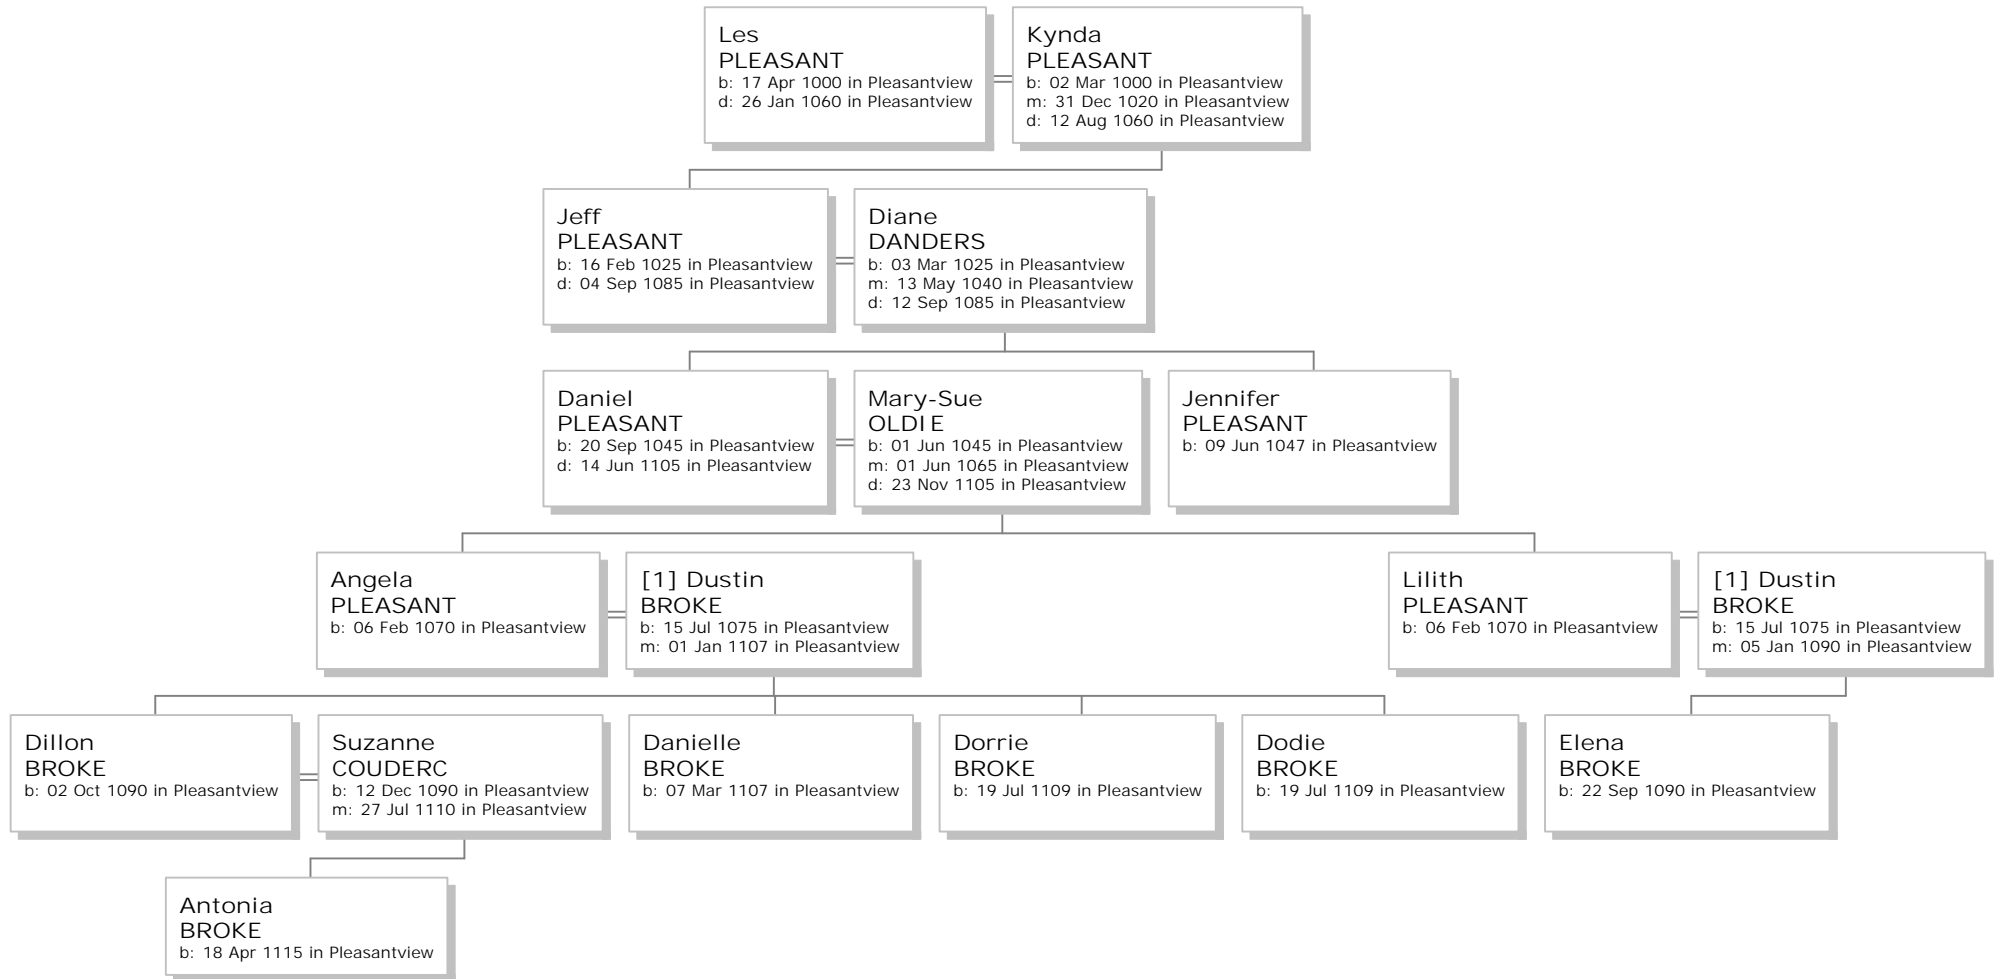 Les
PLEASANT
b: 17 Apr 1000 in Pleasantview
d: 26 Jan 1060 in Pleasantview
Kynda
PLEASANT
b: 02 Mar 1000 in Pleasantview
m: 31 Dec 1020 in Pleasantview
d: 12 Aug 1060 in Pleasantview
Jeff
PLEASANT
b: 16 Feb 1025 in Pleasantview
d: 04 Sep 1085 in Pleasantview
Diane
DANDERS
b: 03 Mar 1025 in Pleasantview
m: 13 May 1040 in Pleasantview
d: 12 Sep 1085 in Pleasantview
Daniel
PLEASANT
b: 20 Sep 1045 in Pleasantview
d: 14 Jun 1105 in Pleasantview
Mary-Sue
OLDIE
b: 01 Jun 1045 in Pleasantview
m: 01 Jun 1065 in Pleasantview
d: 23 Nov 1105 in Pleasantview
Jennifer
PLEASANT
b: 09 Jun 1047 in Pleasantview
Angela
PLEASANT
b: 06 Feb 1070 in Pleasantview
[1] Dustin
BROKE
b: 15 Jul 1075 in Pleasantview
m: 01 Jan 1107 in Pleasantview
Lilith
PLEASANT
b: 06 Feb 1070 in Pleasantview
[1] Dustin
BROKE
b: 15 Jul 1075 in Pleasantview
m: 05 Jan 1090 in Pleasantview
Dillon
BROKE
b: 02 Oct 1090 in Pleasantview
Suzanne
COUDERC
b: 12 Dec 1090 in Pleasantview
m: 27 Jul 1110 in Pleasantview
Danielle
BROKE
b: 07 Mar 1107 in Pleasantview
Dorrie
BROKE
b: 19 Jul 1109 in Pleasantview
Dodie
BROKE
b: 19 Jul 1109 in Pleasantview
Elena
BROKE
b: 22 Sep 1090 in Pleasantview
Antonia
BROKE
b: 18 Apr 1115 in Pleasantview